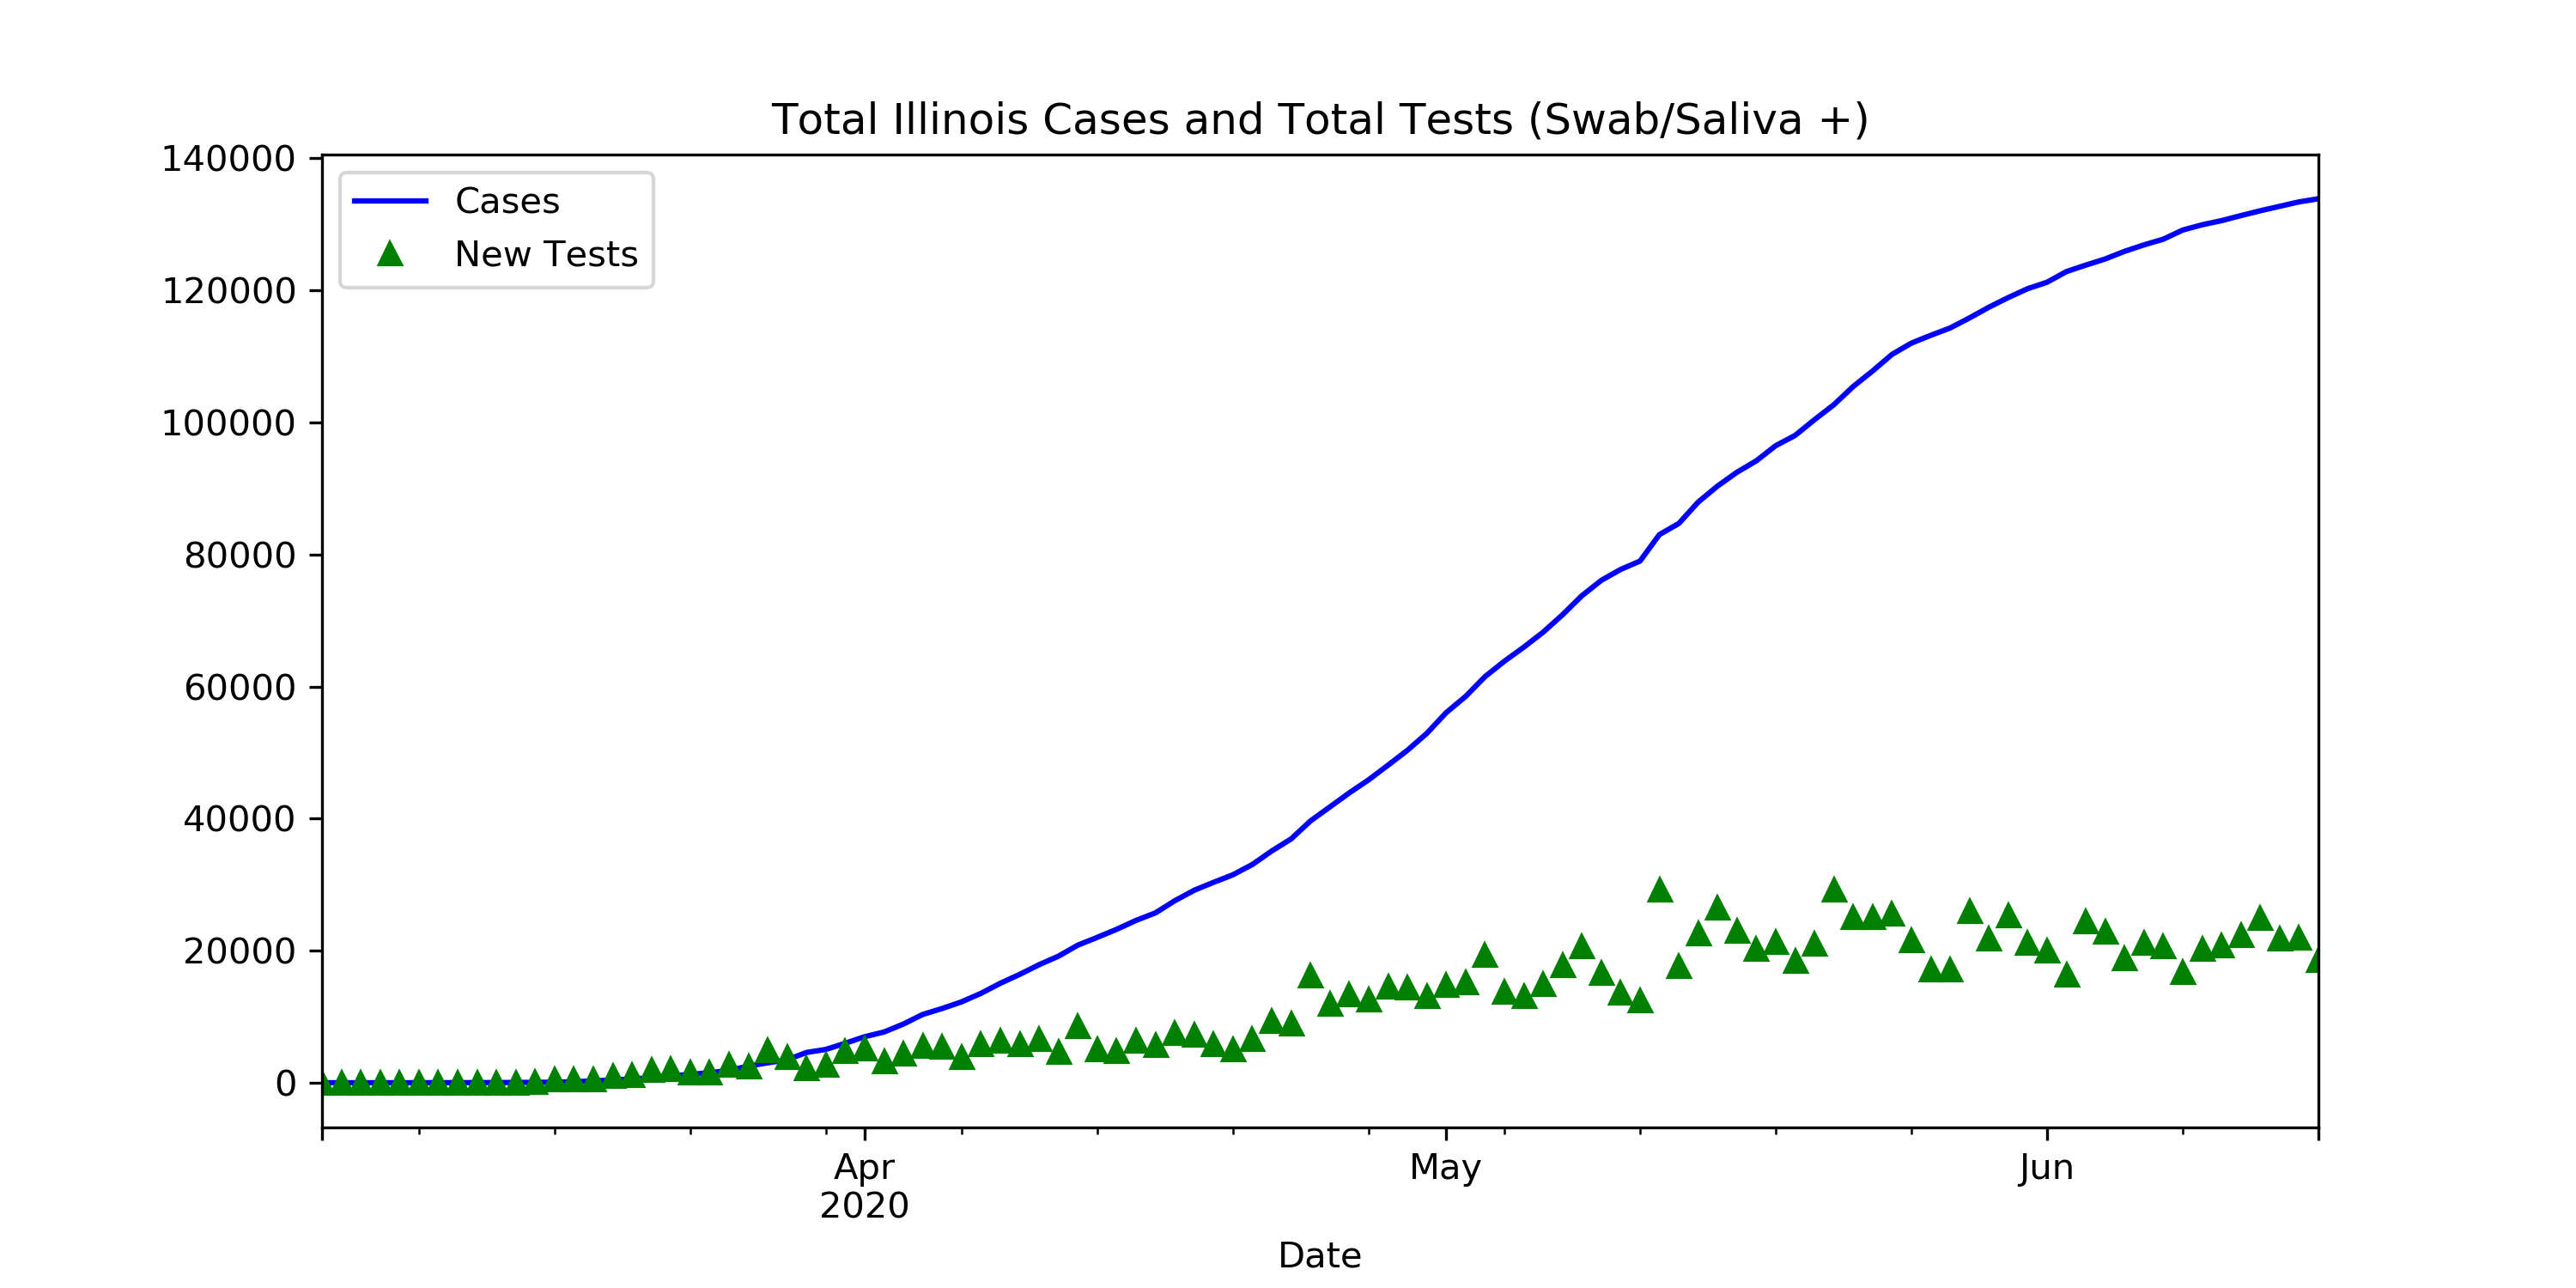 Total Illinois Cases and Total Tests (Swab/Saliva +)
140000
120000
100000
80000
60000
40000
20000
0
Cases
New Tests
Apr
2020
May
Jun
Date